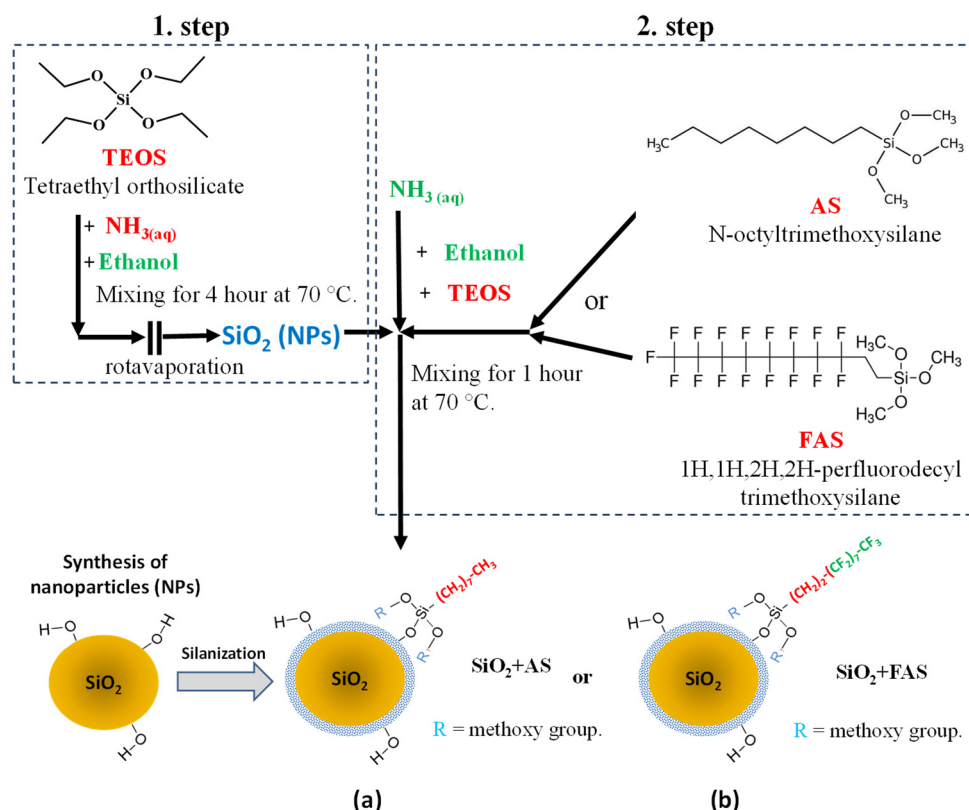 1. step
2. step
O
O
Si
O
O
TEOS
Tetraethyl orthosilicate
+ NH3(aq)
+Ethanol
Mixing for 4 hour at 70 °C.
rotavaporation
SiO2 (NPs)
NH3 (aq)
+ Ethanol
+ TEOS
or
Mixing for 1 hour
at 70 °C.
H3C
O
CH3
Si
O
CH3
O
CH3
AS
N-octyltrimethoxysilane
F F F F F F F F
F
F F F F F F F F
H3C
O
CH3
Si
O
O
H3C
FAS
1H,1H,2H,2H-perfluorodecyl
trimethoxysilane
Synthesis of
nanoparticles (NPs)
H
O
O
H
SiO2
O
H
Silanization
(CH2)7-CH3
R
O
Si
H
O
O
O
R
SiO2
O
H
SiO2+AS
R = methoxy group.
or
(CH2)2-(CF2)7-CF3
R
O
Si
H
O
O
O
R
SiO2
O
H
SiO2+FAS
R = methoxy group.
(a)
(b)